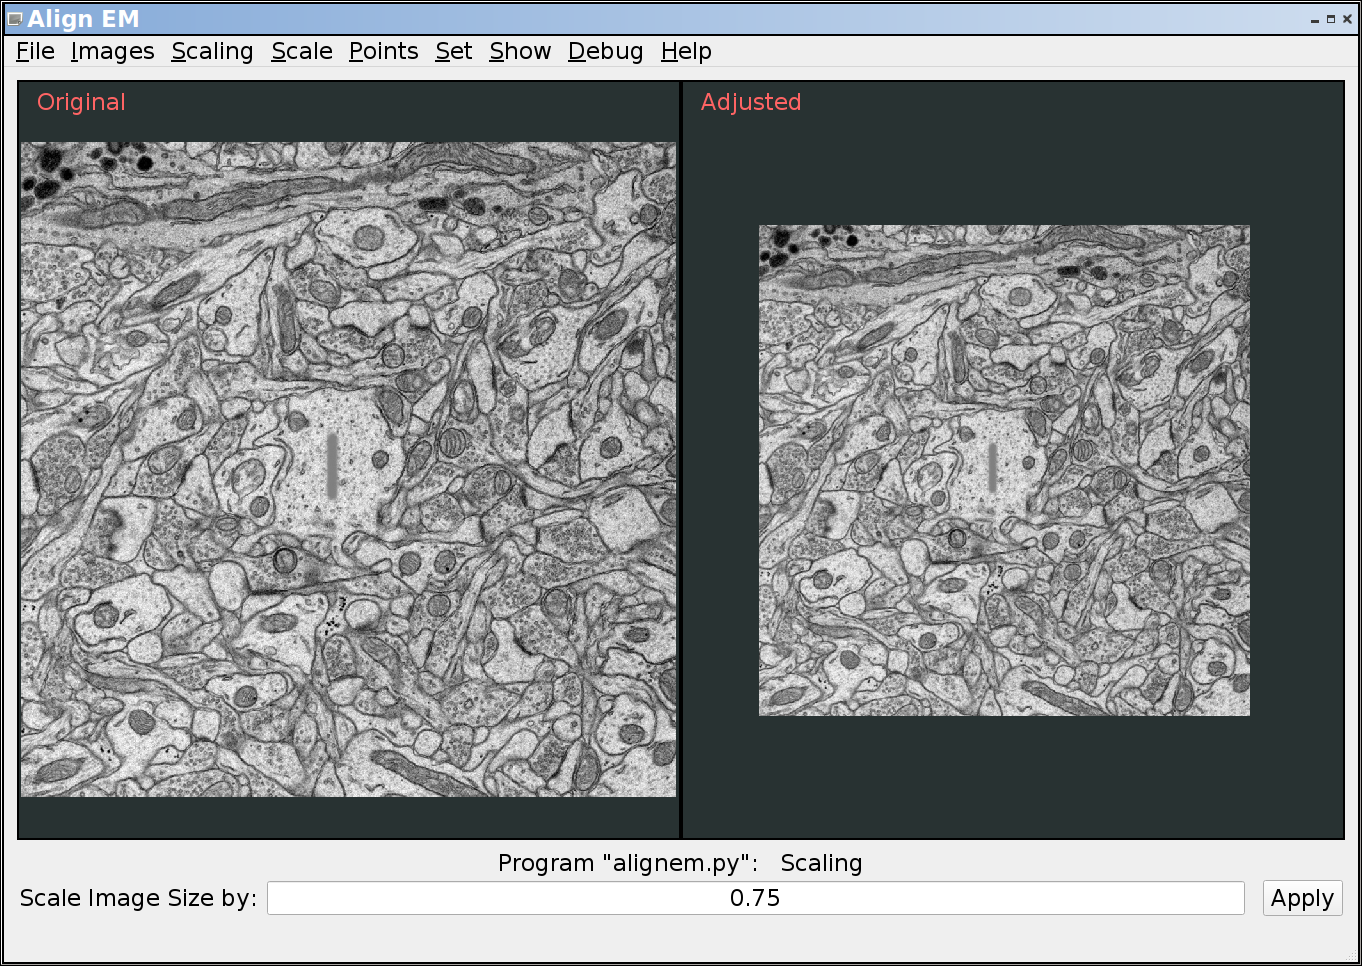 Align EM
File Images Scaling Scale Points Set Show Debug Help
Original
Adjusted
Program "alignem.py": Scaling
Scale Image Size by: 0.75 Apply